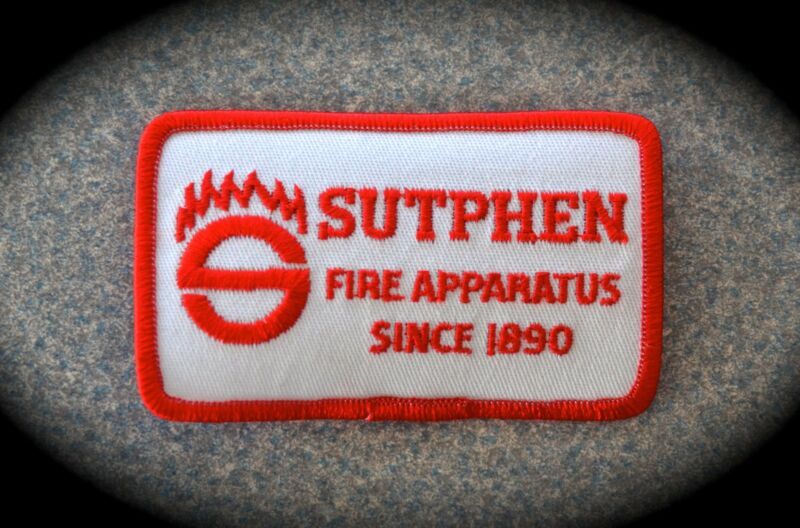 SUTPHEN
FIRE APPARATUS
SINCE 1890